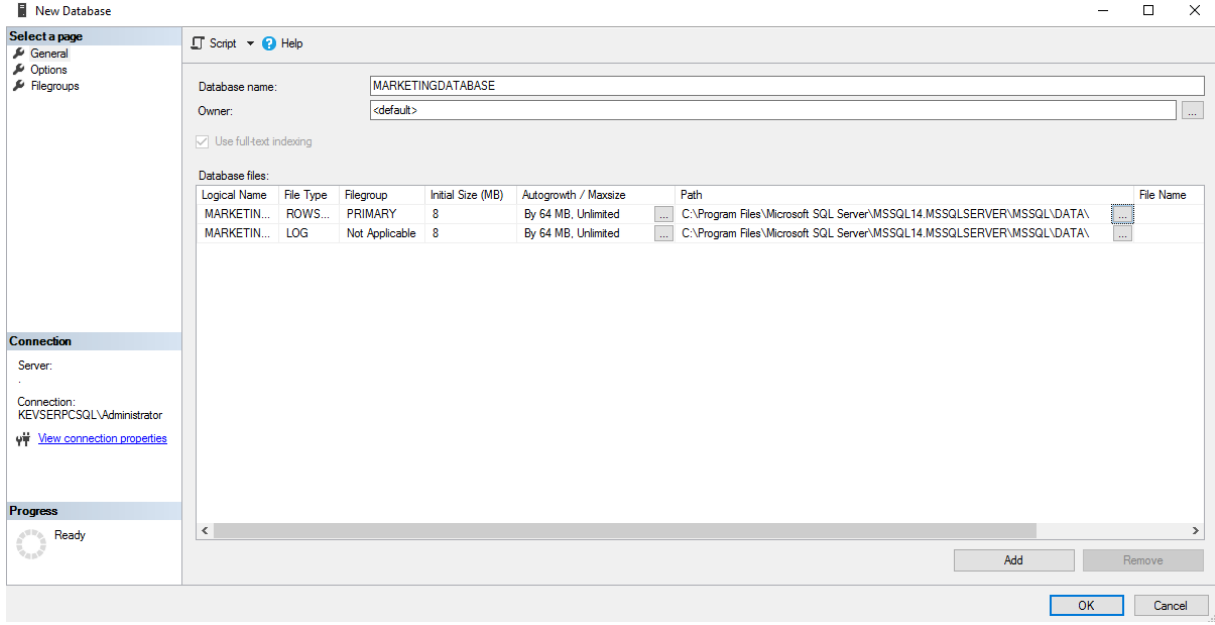 New Database
Select a page
General
Options
Filegroups
Script Help
Database name: MARKETINGDATABASE
Owner: <default> ...
Use full-text indexing
Database files:
Logical Name File Type Filegroup Initial Size (MB) Autogrowth / Maxsize Path File Name
MARKETIN... ROWS... PRIMARY 8 By 64 MB, Unlimited ... C:\Program Files\Microsoft SQL Server\MSSQL14.MSSQLSERVER\MSSQL\DATA\ ...
MARKETIN... LOG Not Applicable 8 By 64 MB, Unlimited ... C:\Program Files\Microsoft SQL Server\MSSQL14.MSSQLSERVER\MSSQL\DATA\ ...
Connection
Server:
.
Connection:
KEVSERPCSQL\Administrator
View connection properties
Progress
Ready
Add Remove
OK Cancel